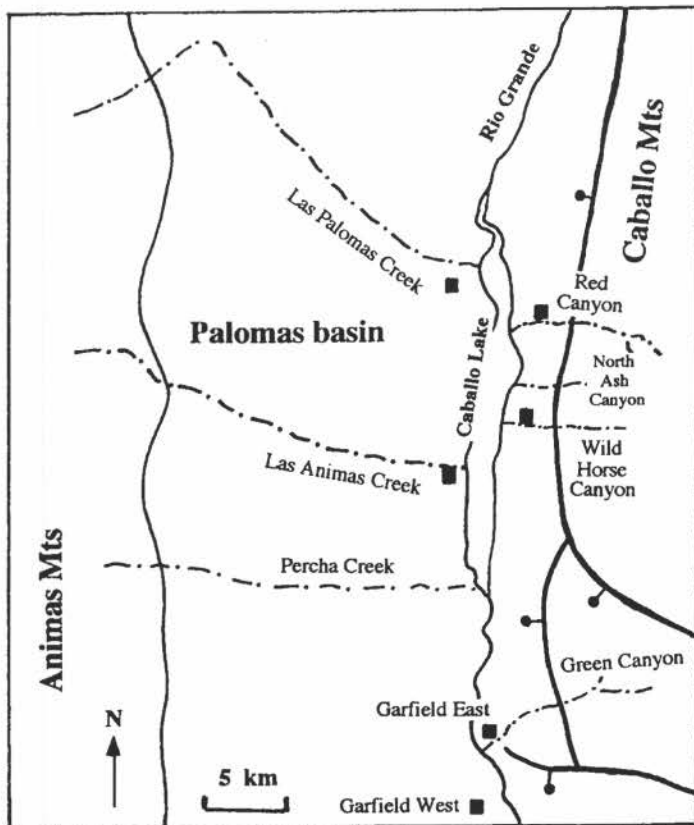 Rio Grande
Caballo Mts
Las Palomas Creek
Red
Canyon
Palomas basin
Caballo Lake
North
Ash
Canyon
Las Animas Creek
Wild
Horse
Canyon
Percha Creek
Animas Mts
Green Canyon
N
Garfield East
5 km
Garfield West